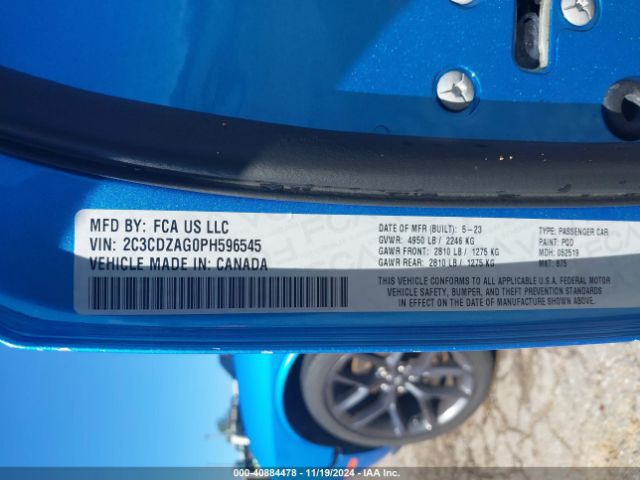 MFD BY: FCA US LLC
VIN: 2C3CDZAG0PH596545
VEHICLE MADE IN: CANADA
DATE OF MFR (BUILT): 5-23
GVWR: 4950 LB / 2246 KG
GAWR FRONT: 2810 LB / 1275 KG
GAWR REAR: 2810 LB / 1275 KG
TYPE: PASSENGER CAR
PAINT: PQD
MDH: 052519
MKT: 875
THIS VEHICLE CONFORMS TO ALL APPLICABLE U.S.A. FEDERAL MOTOR
VEHICLE SAFETY, BUMPER, AND THEFT PREVENTION STANDARDS
IN EFFECT ON THE DATE OF MANUFACTURE SHOWN ABOVE.
000-40884478 - 11/19/2024 - IAA Inc.